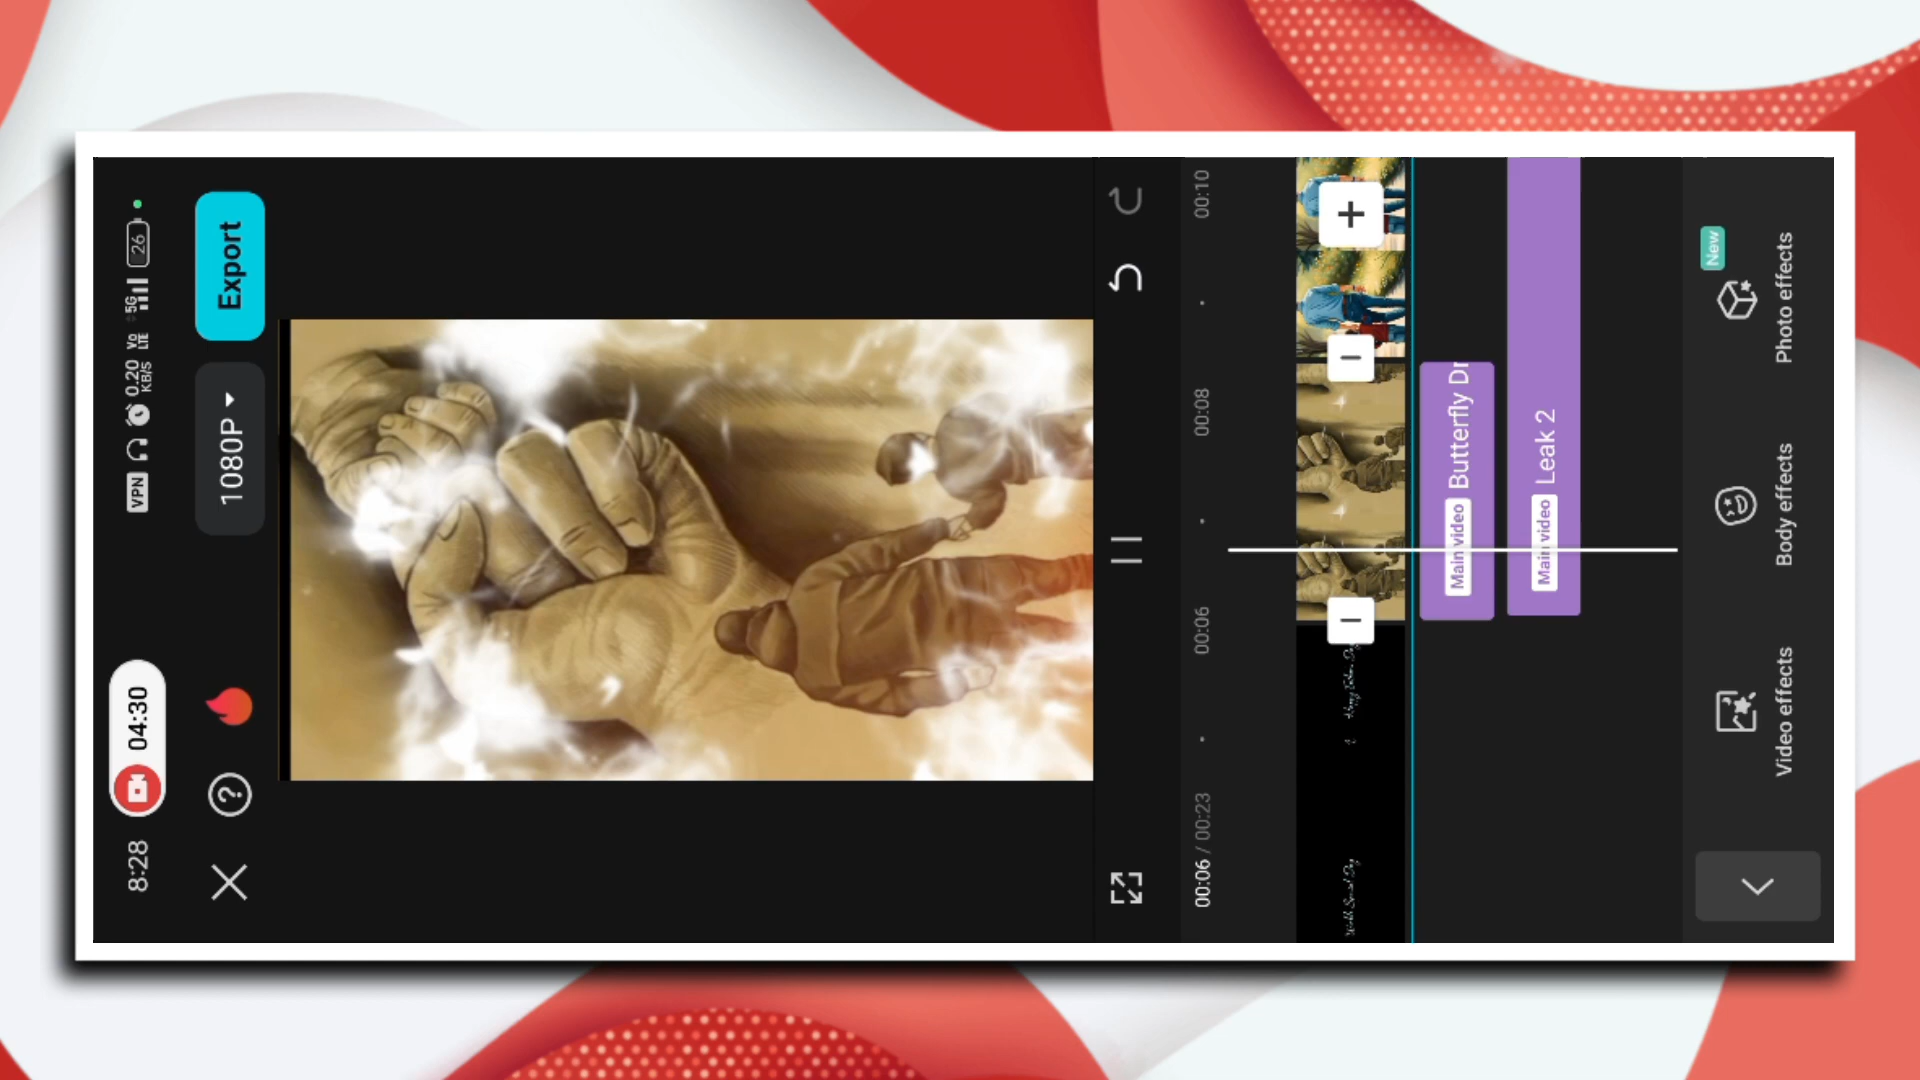 8:28
04:30
VPN
0.20
KB/S
Vo
LTE
5G
26
1080P
Export
00:06 / 00:23
00:06
00:08
00:10
Main video Butterfly Dr
Main video Leak 2
Video effects
Body effects
Photo effects
New